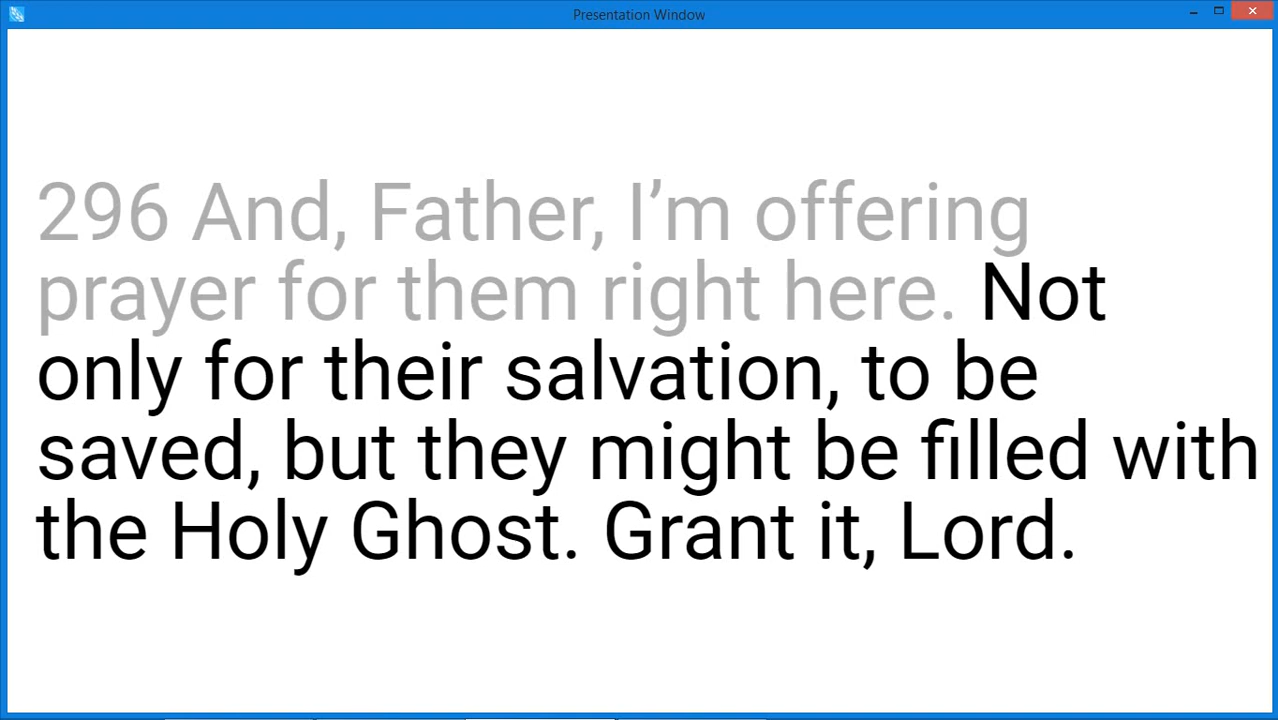 Presentation Window
296 And, Father, I’m offering
prayer for them right here. Not
only for their salvation, to be
saved, but they might be filled with
the Holy Ghost. Grant it, Lord.